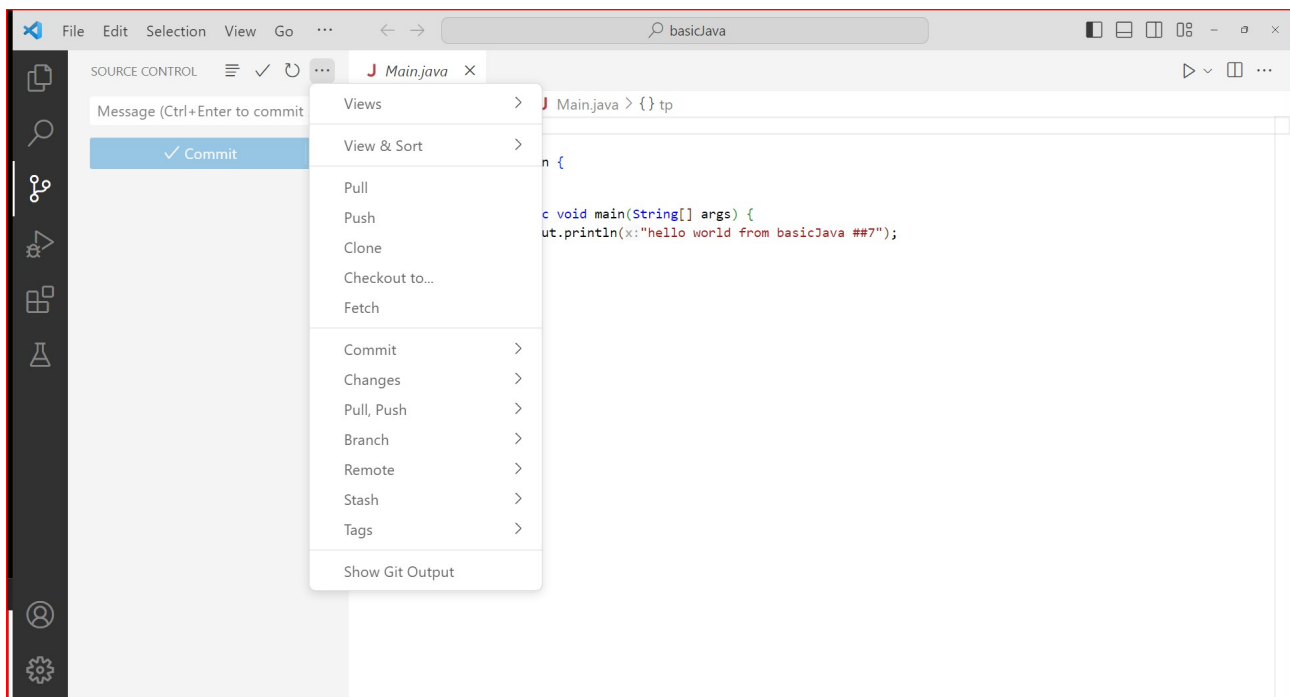 File Edit Selection View Go ··· basicJava
SOURCE CONTROL ··· J Main.java ×
Message (Ctrl+Enter to commit
✓ Commit
Views
View & Sort
Pull
Push
Clone
Checkout to...
Fetch
Commit
Changes
Pull, Push
Branch
Remote
Stash
Tags
Show Git Output
J Main.java > {} tp
n {
c void main(String[] args) {
ut.println(x:"hello world from basicJava ##7");